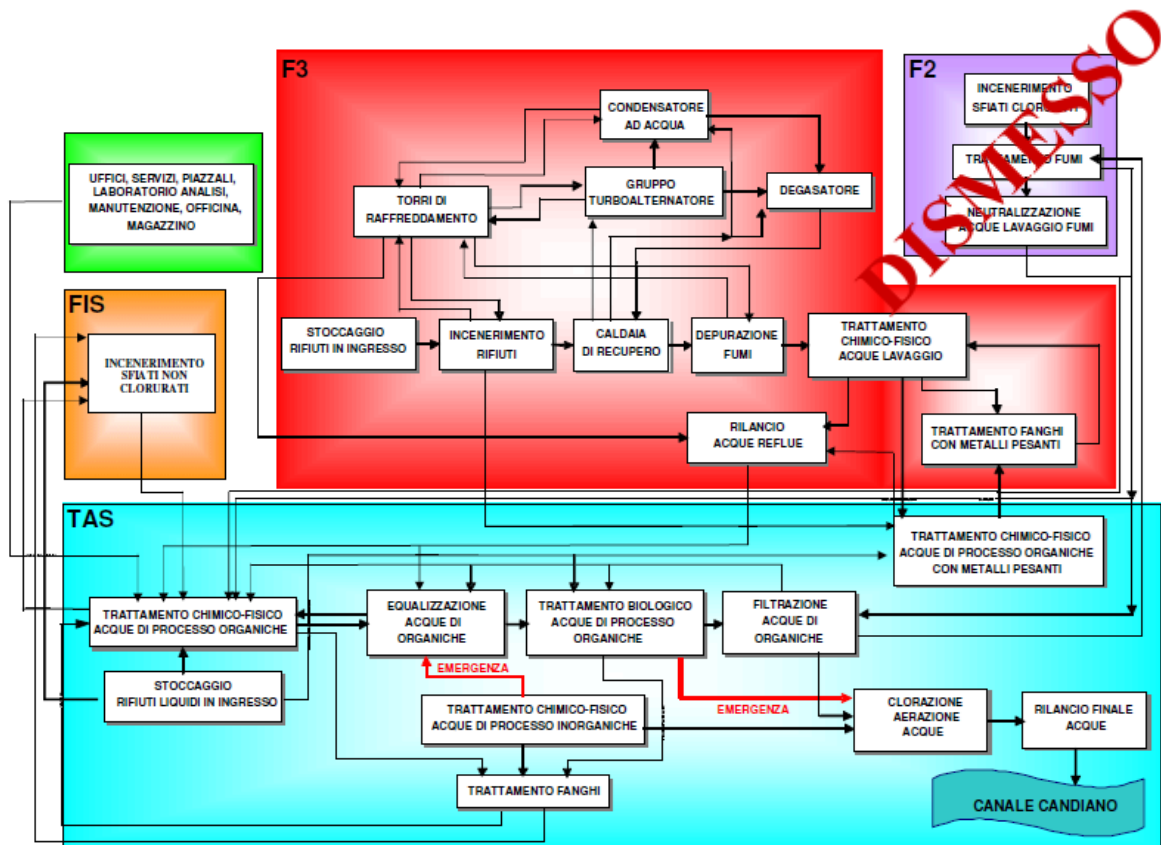 F3
F2
DISMESSO
INCENERIMENTO
SFIATI CLORURATI
TRATTAMENTO FUMI
NEUTRALIZZAZIONE
ACQUE LAVAGGIO FUMI
CONDENSATORE
AD ACQUA
UFFICI, SERVIZI, PIAZZALI,
LABORATORIO ANALISI,
MANUTENZIONE, OFFICINA,
MAGAZZINO
TORRI DI
RAFFREDDAMENTO
GRUPPO
TURBOALTERNATORE
DEGASATORE
FIS
INCENERIMENTO
SFIATI NON
CLORURATI
STOCCAGGIO
RIFIUTI IN INGRESSO
INCENERIMENTO
RIFIUTI
CALDAIA
DI RECUPERO
DEPURAZIONE
FUMI
TRATTAMENTO
CHIMICO-FISICO
ACQUE LAVAGGIO
RILANCIO
ACQUE REFLUE
TRATTAMENTO FANGHI
CON METALLI PESANTI
TAS
TRATTAMENTO CHIMICO-FISICO
ACQUE DI PROCESSO ORGANICHE
CON METALLI PESANTI
TRATTAMENTO CHIMICO-FISICO
ACQUE DI PROCESSO ORGANICHE
EQUALIZZAZIONE
ACQUE DI
ORGANICHE
TRATTAMENTO BIOLOGICO
ACQUE DI PROCESSO
ORGANICHE
FILTRAZIONE
ACQUE DI
ORGANICHE
EMERGENZA
STOCCAGGIO
RIFIUTI LIQUIDI IN INGRESSO
TRATTAMENTO CHIMICO-FISICO
ACQUE DI PROCESSO INORGANICHE
EMERGENZA
CLORAZIONE
AERAZIONE
ACQUE
RILANCIO FINALE
ACQUE
TRATTAMENTO FANGHI
CANALE CANDIANO